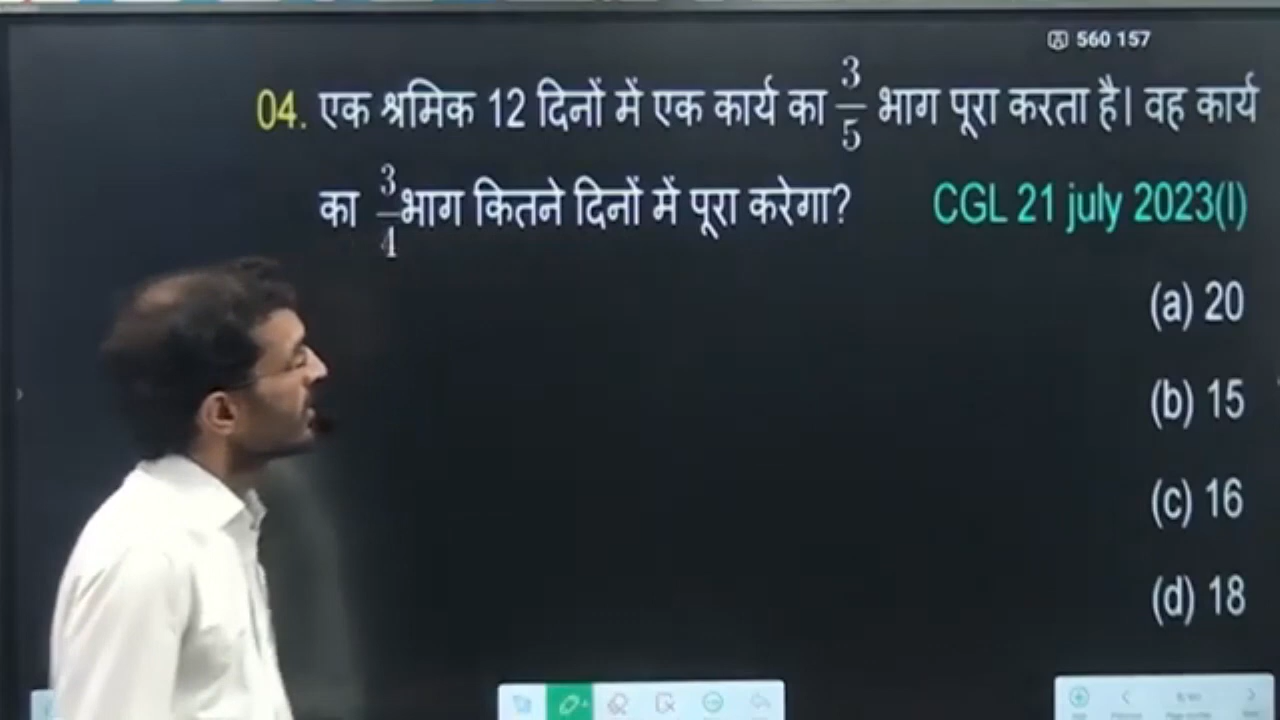 560 157
04. एक श्रमिक 12 दिनों में एक कार्य का 3/5 भाग पूरा करता है। वह कार्य
का 3/4 भाग कितने दिनों में पूरा करेगा? CGL 21 july 2023(I)
(a) 20
(b) 15
(c) 16
(d) 18